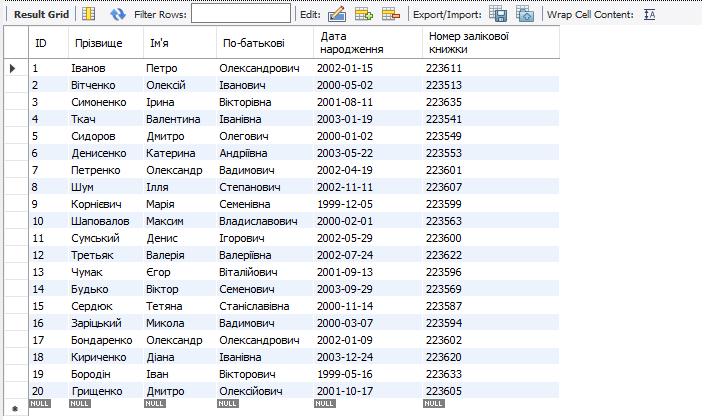 Result Grid Filter Rows: Edit: Export/Import: Wrap Cell Content: IA
ID Прізвище Ім'я По-батькові Дата народження Номер залікової книжки
1 Іванов Петро Олександрович 2002-01-15 223611
2 Вітченко Олексій Іванович 2000-05-02 223513
3 Симоненко Ірина Вікторівна 2001-08-11 223635
4 Ткач Валентина Іванівна 2003-01-19 223541
5 Сидоров Дмитро Олегович 2000-01-02 223549
6 Денисенко Катерина Андріївна 2003-05-22 223553
7 Петренко Олександр Вадимович 2002-04-19 223601
8 Шум Ілля Степанович 2002-11-11 223607
9 Корнієвич Марія Семенівна 1999-12-05 223599
10 Шаповалов Максим Владиславович 2000-02-01 223563
11 Сумський Денис Ігорович 2002-05-29 223600
12 Третьяк Валерія Валеріївна 2002-07-24 223622
13 Чумак Єгор Віталійович 2001-09-13 223596
14 Будько Віктор Семенович 2003-09-29 223569
15 Сердюк Тетяна Станіславівна 2000-11-14 223587
16 Заріцький Микола Вадимович 2000-03-07 223594
17 Бондаренко Олександр Олександрович 2002-01-09 223602
18 Кириченко Діана Іванівна 2003-12-24 223620
19 Бородін Іван Вікторович 1999-05-16 223633
20 Грищенко Дмитро Олексійович 2001-10-17 223605
NULL NULL NULL NULL NULL NULL